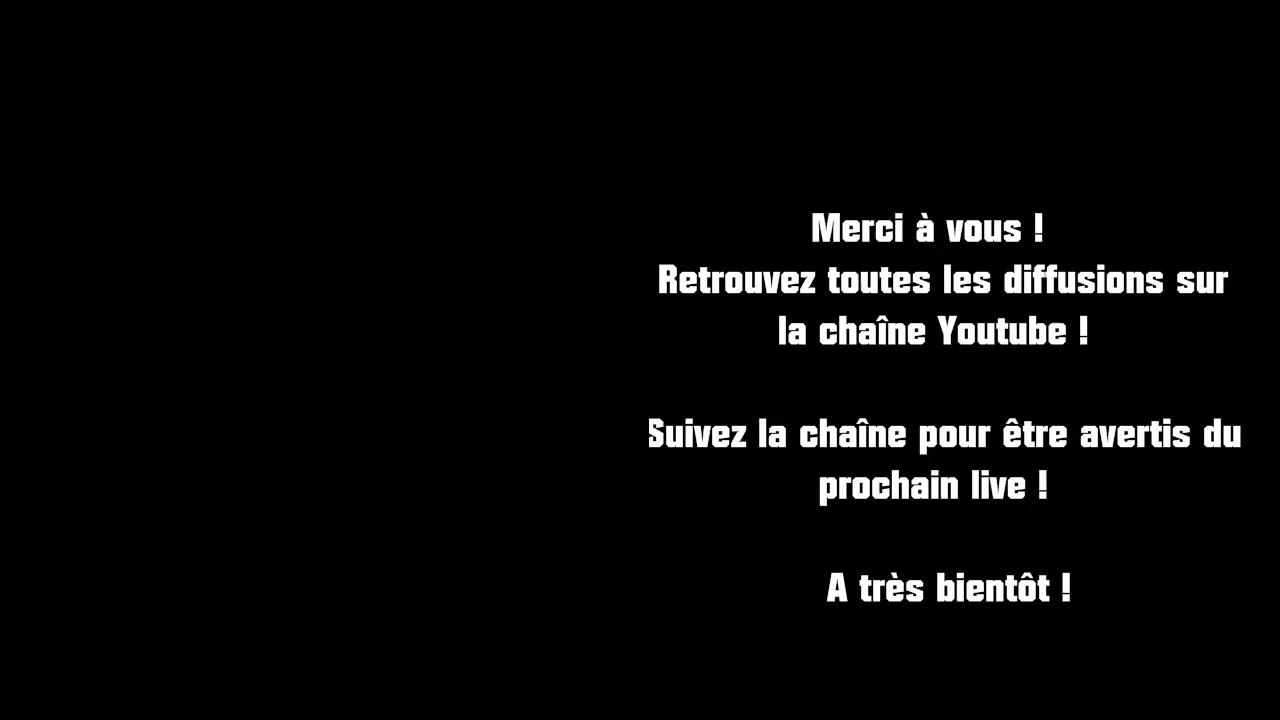 Merci à vous !
Retrouvez toutes les diffusions sur
la chaîne Youtube !
Suivez la chaîne pour être avertis du
prochain live !
A très bientôt !